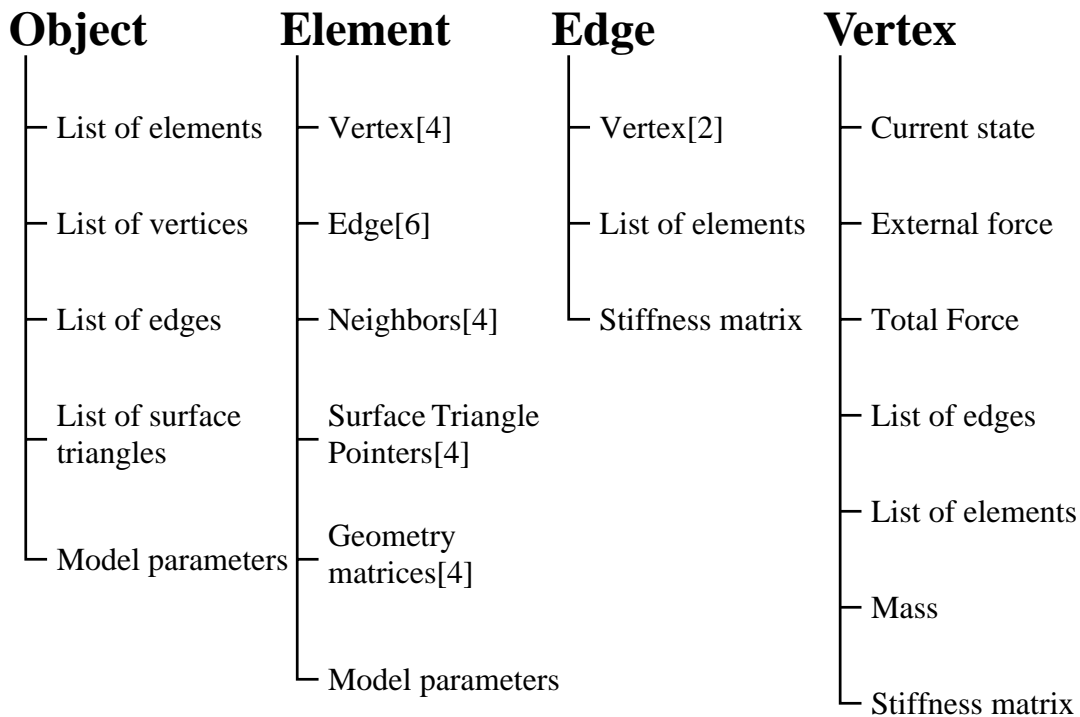 Object
List of elements
List of vertices
List of edges
List of surface
triangles
Model parameters
Element
Vertex[4]
Edge[6]
Neighbors[4]
Surface Triangle
Pointers[4]
Geometry
matrices[4]
Model parameters
Edge
Vertex[2]
List of elements
Stiffness matrix
Vertex
Current state
External force
Total Force
List of edges
List of elements
Mass
Stiffness matrix